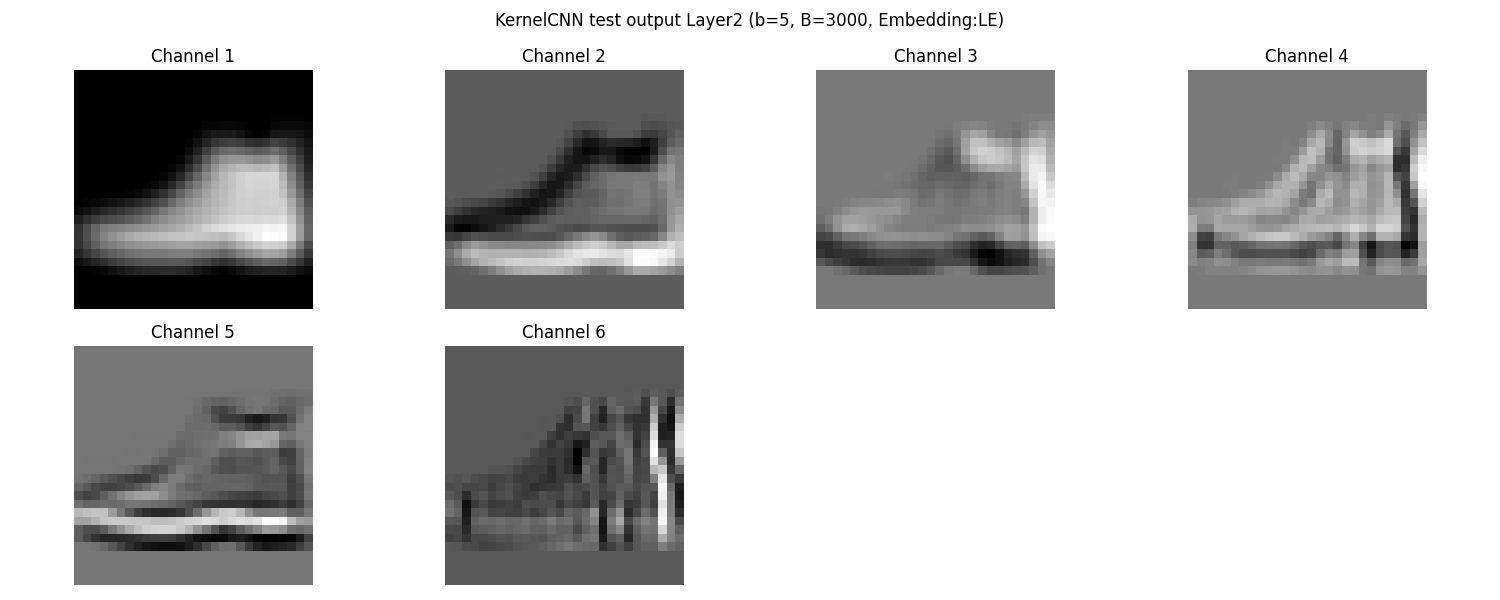 KernelCNN test output Layer2 (b=5, B=3000, Embedding:LE)
Channel 1
Channel 2
Channel 3
Channel 4
Channel 5
Channel 6